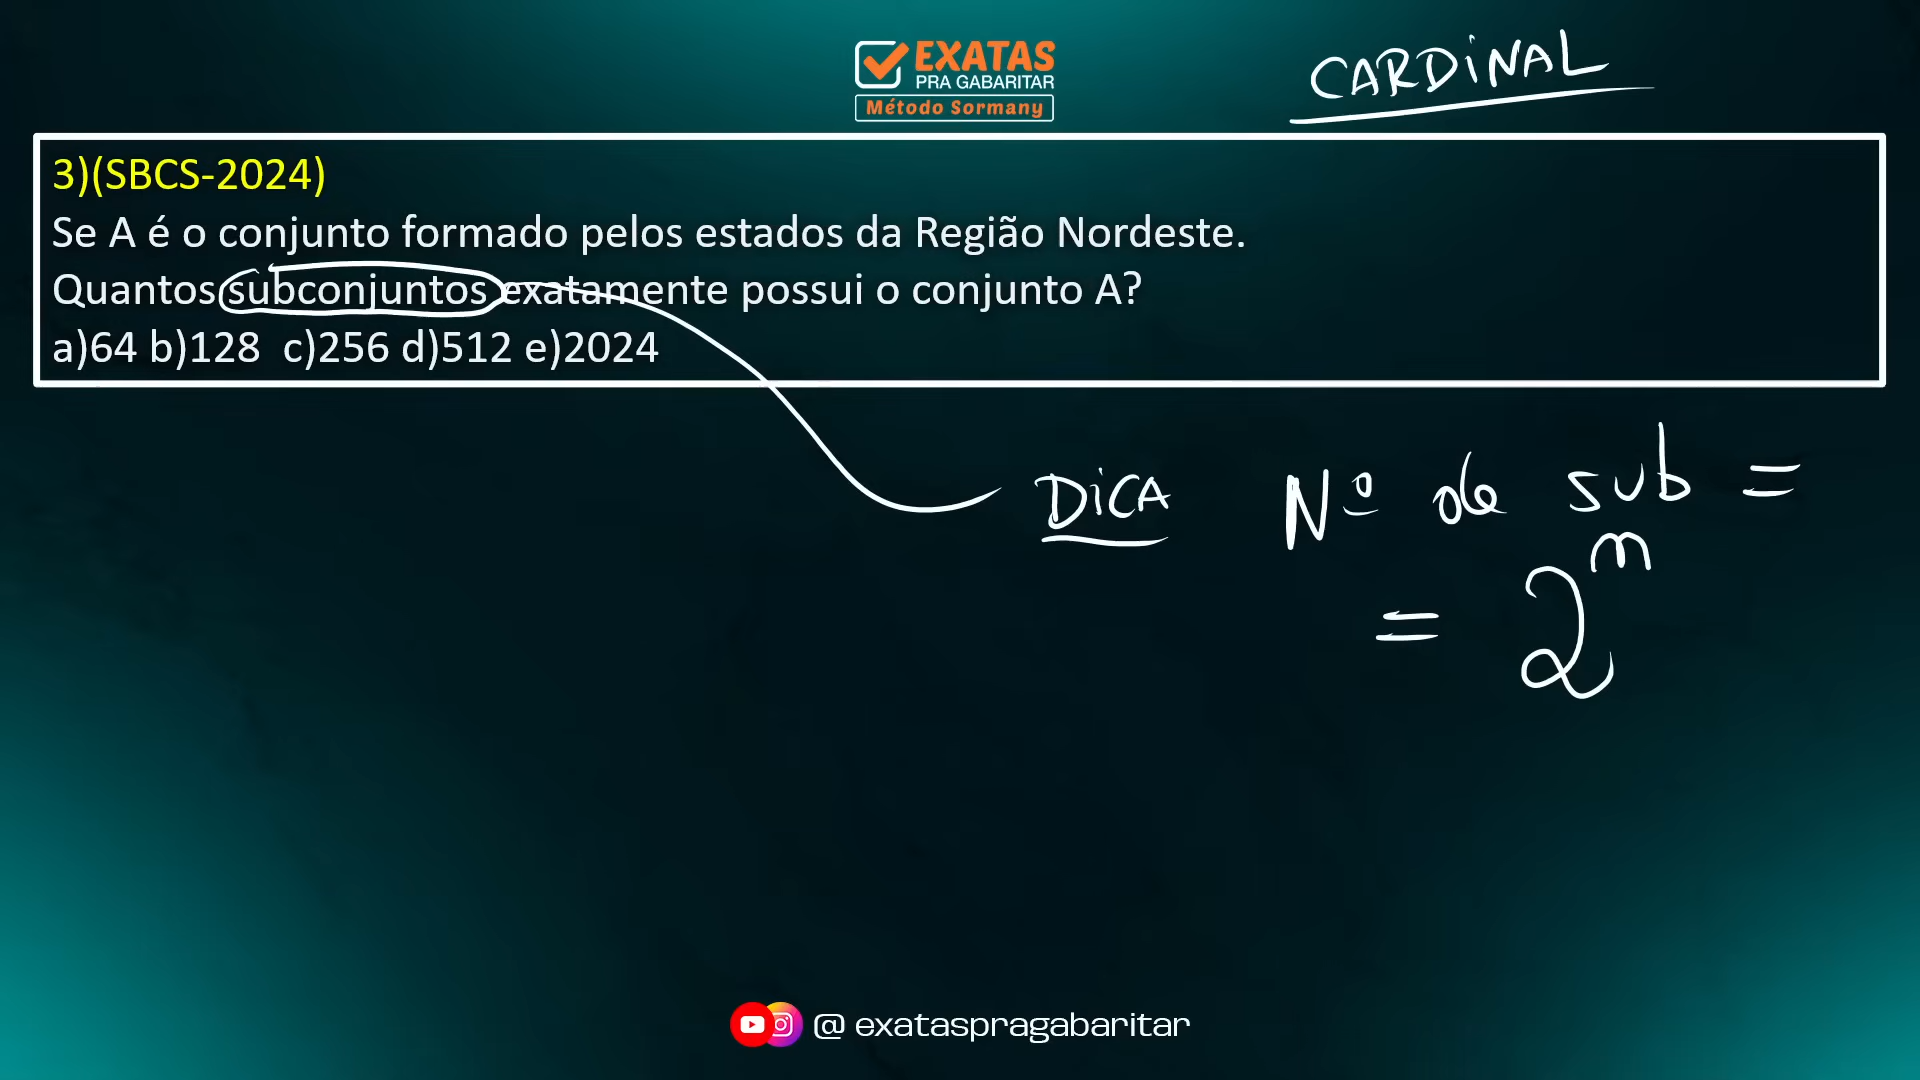 EXATAS
PRA GABARITAR
Método Sormany
CARDINAL
3)(SBCS-2024)
Se A é o conjunto formado pelos estados da Região Nordeste.
Quantos subconjuntos exatamente possui o conjunto A?
a)64 b)128 c)256 d)512 e)2024
DiCA Nº de sub =
= 2^n
@ exataspragabaritar